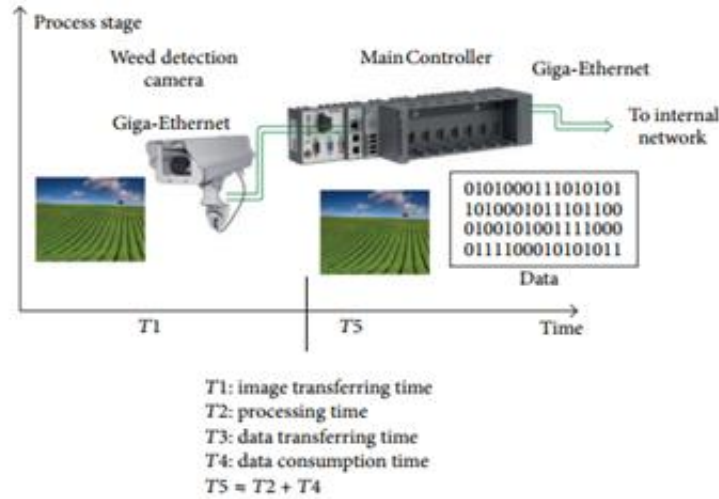 Process stage
Weed detection
camera
Main Controller
Giga-Ethernet
Giga-Ethernet
To internal
network
0101000111010101
1010001011101100
0100101001111000
0111100010101011
Data
T1
T5
Time
T1: image transferring time
T2: processing time
T3: data transferring time
T4: data consumption time
T5 ≈ T2 + T4